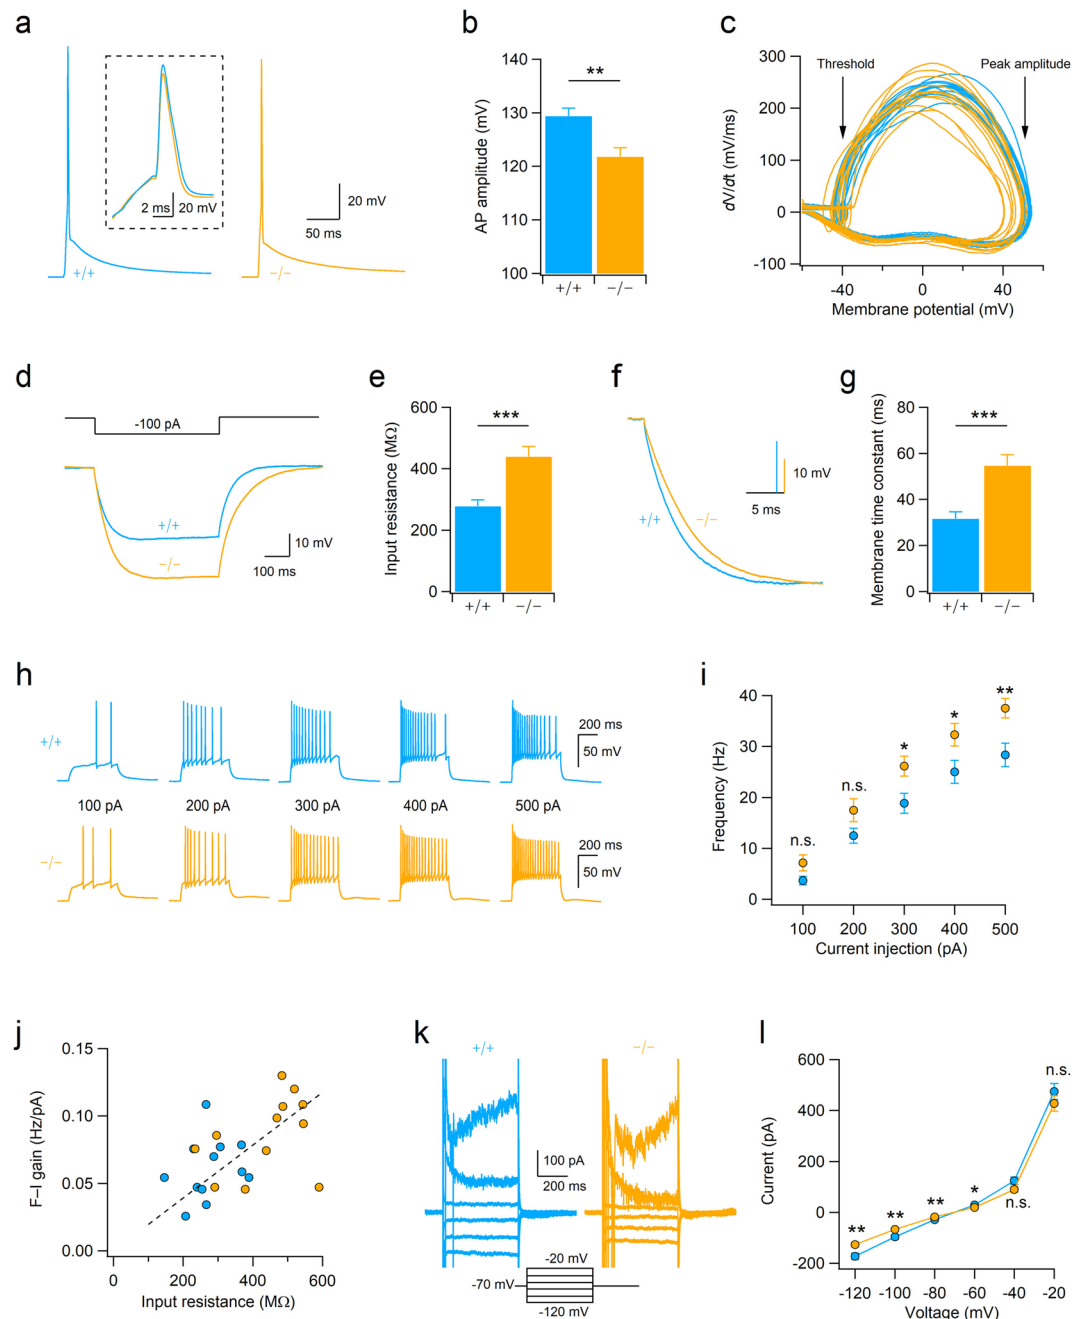 a
2 ms
20 mV
20 mV
50 ms
+/+
−/−
b
AP amplitude (mV)
140
130
120
110
100
**
+/+
−/−
c
dV/dt (mV/ms)
300
200
100
0
-100
Threshold
Peak amplitude
-40
0
40
Membrane potential (mV)
d
-100 pA
+/+
−/−
10 mV
100 ms
e
Input resistance (MΩ)
600
400
200
0
***
+/+
−/−
f
+/+
−/−
10 mV
5 ms
g
Membrane time constant (ms)
80
60
40
20
0
***
+/+
−/−
h
+/+
200 ms
50 mV
100 pA
200 pA
300 pA
400 pA
500 pA
−/−
200 ms
50 mV
i
Frequency (Hz)
40
30
20
10
0
n.s.
n.s.
*
*
**
100
200
300
400
500
Current injection (pA)
j
F–I gain (Hz/pA)
0.15
0.10
0.05
0.00
0
200
400
600
Input resistance (MΩ)
k
+/+
−/−
100 pA
200 ms
-20 mV
-70 mV
-120 mV
l
Current (pA)
600
400
200
0
-200
**
**
**
*
n.s.
n.s.
-120
-100
-80
-60
-40
-20
Voltage (mV)